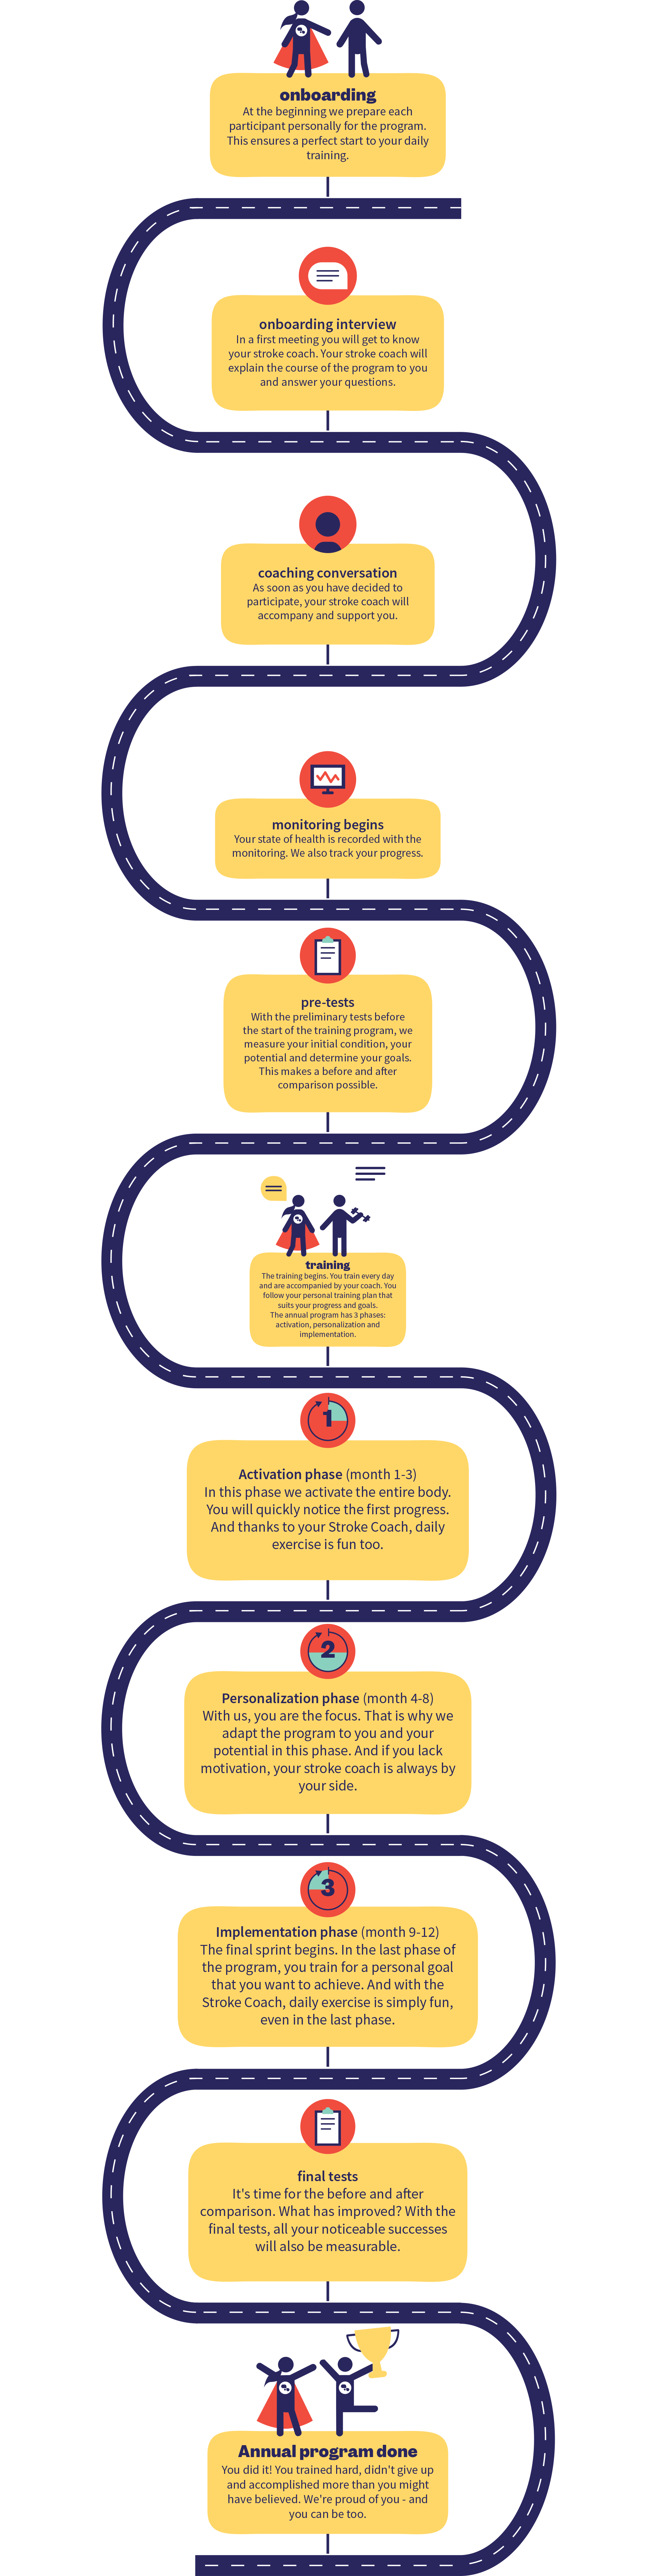 onboarding
At the beginning we prepare each
participant personally for the program.
This ensures a perfect start to your daily
training.
onboarding interview
In a first meeting you will get to know
your stroke coach. Your stroke coach will
explain the course of the program to you
and answer your questions.
coaching conversation
As soon as you have decided to
participate, your stroke coach will
accompany and support you.
monitoring begins
Your state of health is recorded with the
monitoring. We also track your progress.
pre-tests
With the preliminary tests before
the start of the training program, we
measure your initial condition, your
potential and determine your goals.
This makes a before and after
comparison possible.
training
The training begins. You train every day
and are accompanied by your coach. You
follow your personal training plan that
suits your progress and goals.
The annual program has 3 phases:
activation, personalization and
implementation.
1
Activation phase (month 1-3)
In this phase we activate the entire body.
You will quickly notice the first progress.
And thanks to your Stroke Coach, daily
exercise is fun too.
2
Personalization phase (month 4-8)
With us, you are the focus. That is why we
adapt the program to you and your
potential in this phase. And if you lack
motivation, your stroke coach is always by
your side.
3
Implementation phase (month 9-12)
The final sprint begins. In the last phase of
the program, you train for a personal goal
that you want to achieve. And with the
Stroke Coach, daily exercise is simply fun,
even in the last phase.
final tests
It's time for the before and after
comparison. What has improved? With the
final tests, all your noticeable successes
will also be measurable.
Annual program done
You did it! You trained hard, didn't give up
and accomplished more than you might
have believed. We're proud of you - and
you can be too.